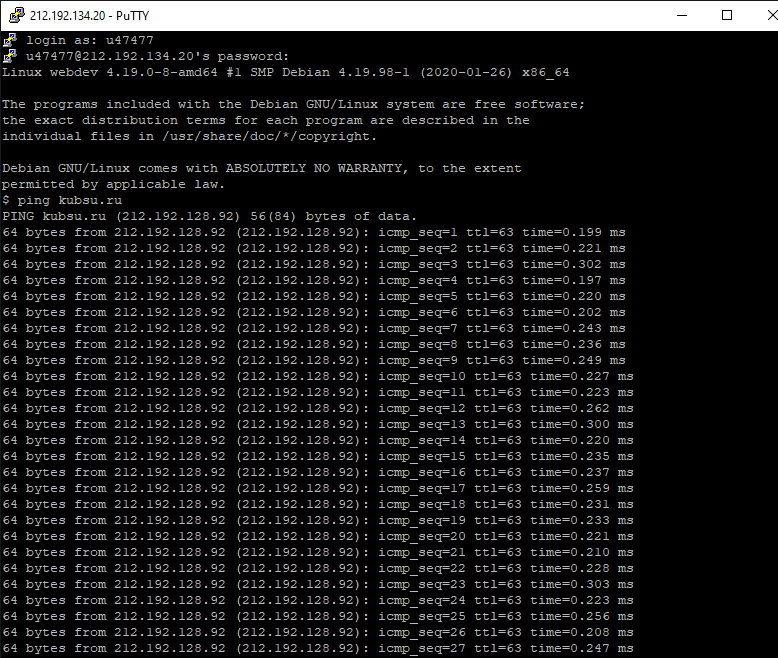 212.192.134.20 - PuTTY
login as: u47477
u47477@212.192.134.20's password:
Linux webdev 4.19.0-8-amd64 #1 SMP Debian 4.19.98-1 (2020-01-26) x86_64
The programs included with the Debian GNU/Linux system are free software;
the exact distribution terms for each program are described in the
individual files in /usr/share/doc/*/copyright.
Debian GNU/Linux comes with ABSOLUTELY NO WARRANTY, to the extent
permitted by applicable law.
$ ping kubsu.ru
PING kubsu.ru (212.192.128.92) 56(84) bytes of data.
64 bytes from 212.192.128.92 (212.192.128.92): icmp_seq=1 ttl=63 time=0.199 ms
64 bytes from 212.192.128.92 (212.192.128.92): icmp_seq=2 ttl=63 time=0.221 ms
64 bytes from 212.192.128.92 (212.192.128.92): icmp_seq=3 ttl=63 time=0.302 ms
64 bytes from 212.192.128.92 (212.192.128.92): icmp_seq=4 ttl=63 time=0.197 ms
64 bytes from 212.192.128.92 (212.192.128.92): icmp_seq=5 ttl=63 time=0.220 ms
64 bytes from 212.192.128.92 (212.192.128.92): icmp_seq=6 ttl=63 time=0.202 ms
64 bytes from 212.192.128.92 (212.192.128.92): icmp_seq=7 ttl=63 time=0.243 ms
64 bytes from 212.192.128.92 (212.192.128.92): icmp_seq=8 ttl=63 time=0.236 ms
64 bytes from 212.192.128.92 (212.192.128.92): icmp_seq=9 ttl=63 time=0.249 ms
64 bytes from 212.192.128.92 (212.192.128.92): icmp_seq=10 ttl=63 time=0.227 ms
64 bytes from 212.192.128.92 (212.192.128.92): icmp_seq=11 ttl=63 time=0.223 ms
64 bytes from 212.192.128.92 (212.192.128.92): icmp_seq=12 ttl=63 time=0.262 ms
64 bytes from 212.192.128.92 (212.192.128.92): icmp_seq=13 ttl=63 time=0.300 ms
64 bytes from 212.192.128.92 (212.192.128.92): icmp_seq=14 ttl=63 time=0.220 ms
64 bytes from 212.192.128.92 (212.192.128.92): icmp_seq=15 ttl=63 time=0.235 ms
64 bytes from 212.192.128.92 (212.192.128.92): icmp_seq=16 ttl=63 time=0.237 ms
64 bytes from 212.192.128.92 (212.192.128.92): icmp_seq=17 ttl=63 time=0.259 ms
64 bytes from 212.192.128.92 (212.192.128.92): icmp_seq=18 ttl=63 time=0.231 ms
64 bytes from 212.192.128.92 (212.192.128.92): icmp_seq=19 ttl=63 time=0.233 ms
64 bytes from 212.192.128.92 (212.192.128.92): icmp_seq=20 ttl=63 time=0.221 ms
64 bytes from 212.192.128.92 (212.192.128.92): icmp_seq=21 ttl=63 time=0.210 ms
64 bytes from 212.192.128.92 (212.192.128.92): icmp_seq=22 ttl=63 time=0.228 ms
64 bytes from 212.192.128.92 (212.192.128.92): icmp_seq=23 ttl=63 time=0.303 ms
64 bytes from 212.192.128.92 (212.192.128.92): icmp_seq=24 ttl=63 time=0.223 ms
64 bytes from 212.192.128.92 (212.192.128.92): icmp_seq=25 ttl=63 time=0.256 ms
64 bytes from 212.192.128.92 (212.192.128.92): icmp_seq=26 ttl=63 time=0.208 ms
64 bytes from 212.192.128.92 (212.192.128.92): icmp_seq=27 ttl=63 time=0.247 ms